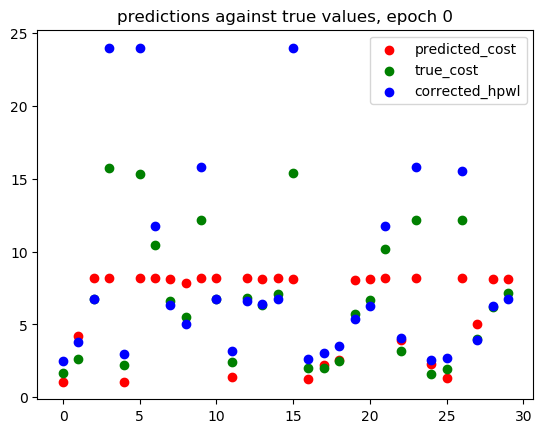 predictions against true values, epoch 0
25
20
15
10
5
0
predicted_cost
true_cost
corrected_hpwl
0 5 10 15 20 25 30